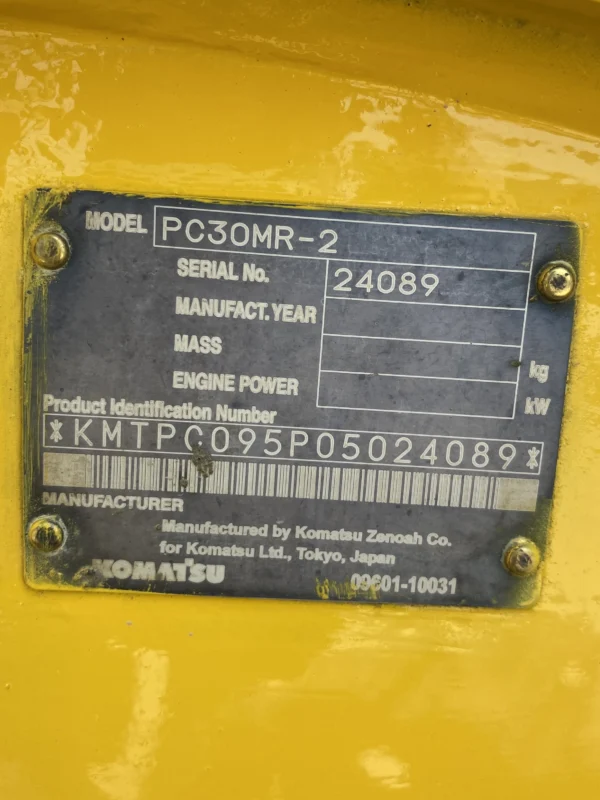 MODEL PC30MR-2
SERIAL No. 24089
MANUFACT. YEAR
MASS kg
ENGINE POWER kW
Product Identification Number
*KMTPC095P05024089*
MANUFACTURER
Manufactured by Komatsu Zenoah Co.
for Komatsu Ltd., Tokyo, Japan
KOMATSU 09601-10031